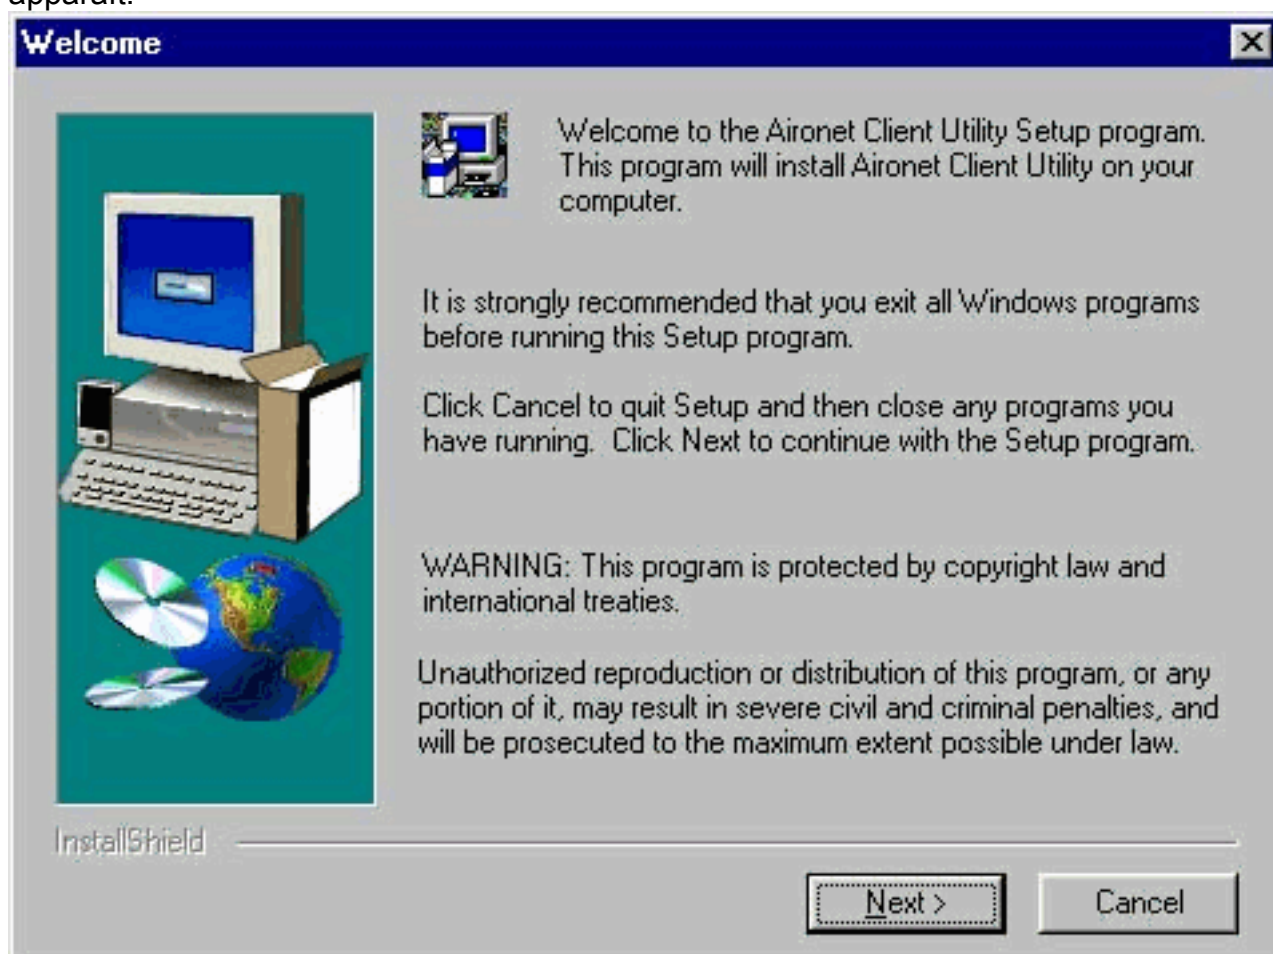 apparaît.
Welcome
Welcome to the Aironet Client Utility Setup program.
This program will install Aironet Client Utility on your
computer.
It is strongly recommended that you exit all Windows programs
before running this Setup program.
Click Cancel to quit Setup and then close any programs you
have running.  Click Next to continue with the Setup program.
WARNING: This program is protected by copyright law and
international treaties.
Unauthorized reproduction or distribution of this program, or any
portion of it, may result in severe civil and criminal penalties, and
will be prosecuted to the maximum extent possible under law.
InstallShield
Next >
Cancel